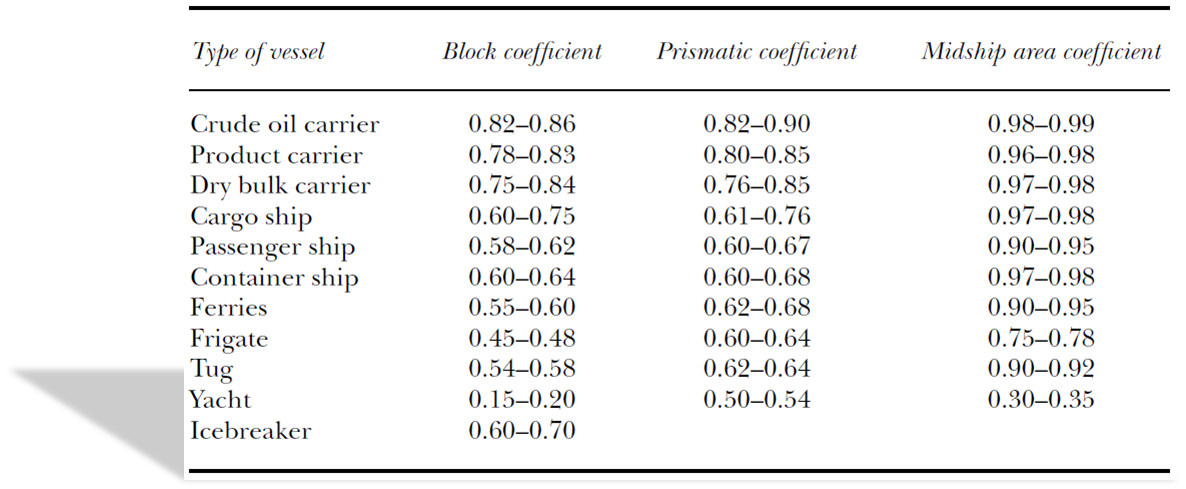 Type of vessel Block coefficient Prismatic coefficient Midship area coefficient
Crude oil carrier 0.82–0.86 0.82–0.90 0.98–0.99
Product carrier 0.78–0.83 0.80–0.85 0.96–0.98
Dry bulk carrier 0.75–0.84 0.76–0.85 0.97–0.98
Cargo ship 0.60–0.75 0.61–0.76 0.97–0.98
Passenger ship 0.58–0.62 0.60–0.67 0.90–0.95
Container ship 0.60–0.64 0.60–0.68 0.97–0.98
Ferries 0.55–0.60 0.62–0.68 0.90–0.95
Frigate 0.45–0.48 0.60–0.64 0.75–0.78
Tug 0.54–0.58 0.62–0.64 0.90–0.92
Yacht 0.15–0.20 0.50–0.54 0.30–0.35
Icebreaker 0.60–0.70